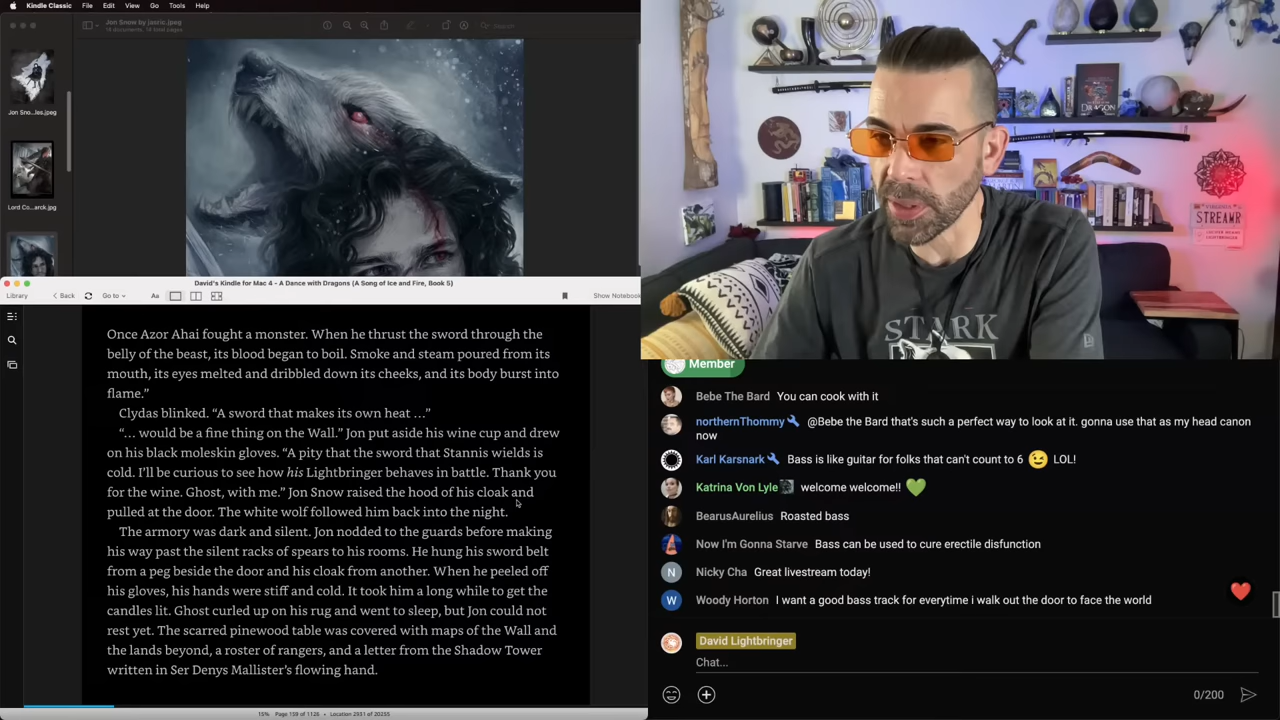 Kindle Classic File Edit View Go Tools Help
Jon Snow by janric.jpeg
Search
Jon Sno...les.jpeg
Lord Co...arck.jpg
David's Kindle for Mac 4 - A Dance with Dragons (A Song of Ice and Fire, Book 5)
Library Back Go to Aa Show Notebook
Once Azor Ahai fought a monster. When he thrust the sword through the
belly of the beast, its blood began to boil. Smoke and steam poured from its
mouth, its eyes melted and dribbled down its cheeks, and its body burst into
flame.”
Clydas blinked. “A sword that makes its own heat …”
“… would be a fine thing on the Wall.” Jon put aside his wine cup and drew
on his black moleskin gloves. “A pity that the sword that Stannis wields is
cold. I’ll be curious to see how his Lightbringer behaves in battle. Thank you
for the wine. Ghost, with me.” Jon Snow raised the hood of his cloak and
pulled at the door. The white wolf followed him back into the night.
The armory was dark and silent. Jon nodded to the guards before making
his way past the silent racks of spears to his rooms. He hung his sword belt
from a peg beside the door and his cloak from another. When he peeled off
his gloves, his hands were stiff and cold. It took him a long while to get the
candles lit. Ghost curled up on his rug and went to sleep, but Jon could not
rest yet. The scarred pinewood table was covered with maps of the Wall and
the lands beyond, a roster of rangers, and a letter from the Shadow Tower
written in Ser Denys Mallister’s flowing hand.
15% Page 159 of 1126 • Location 2931 of 20255
DRAGON
STREAMR
STARK
Member
Bebe The Bard You can cook with it
northernThommy @Bebe the Bard that's such a perfect way to look at it. gonna use that as my head canon
now
Karl Karsnark Bass is like guitar for folks that can't count to 6 😉 LOL!
Katrina Von Lyle welcome welcome!! 💚
BearusAurelius Roasted bass
Now I'm Gonna Starve Bass can be used to cure erectile disfunction
N Nicky Cha Great livestream today!
W Woody Horton I want a good bass track for everytime i walk out the door to face the world
David Lightbringer
Chat...
0/200